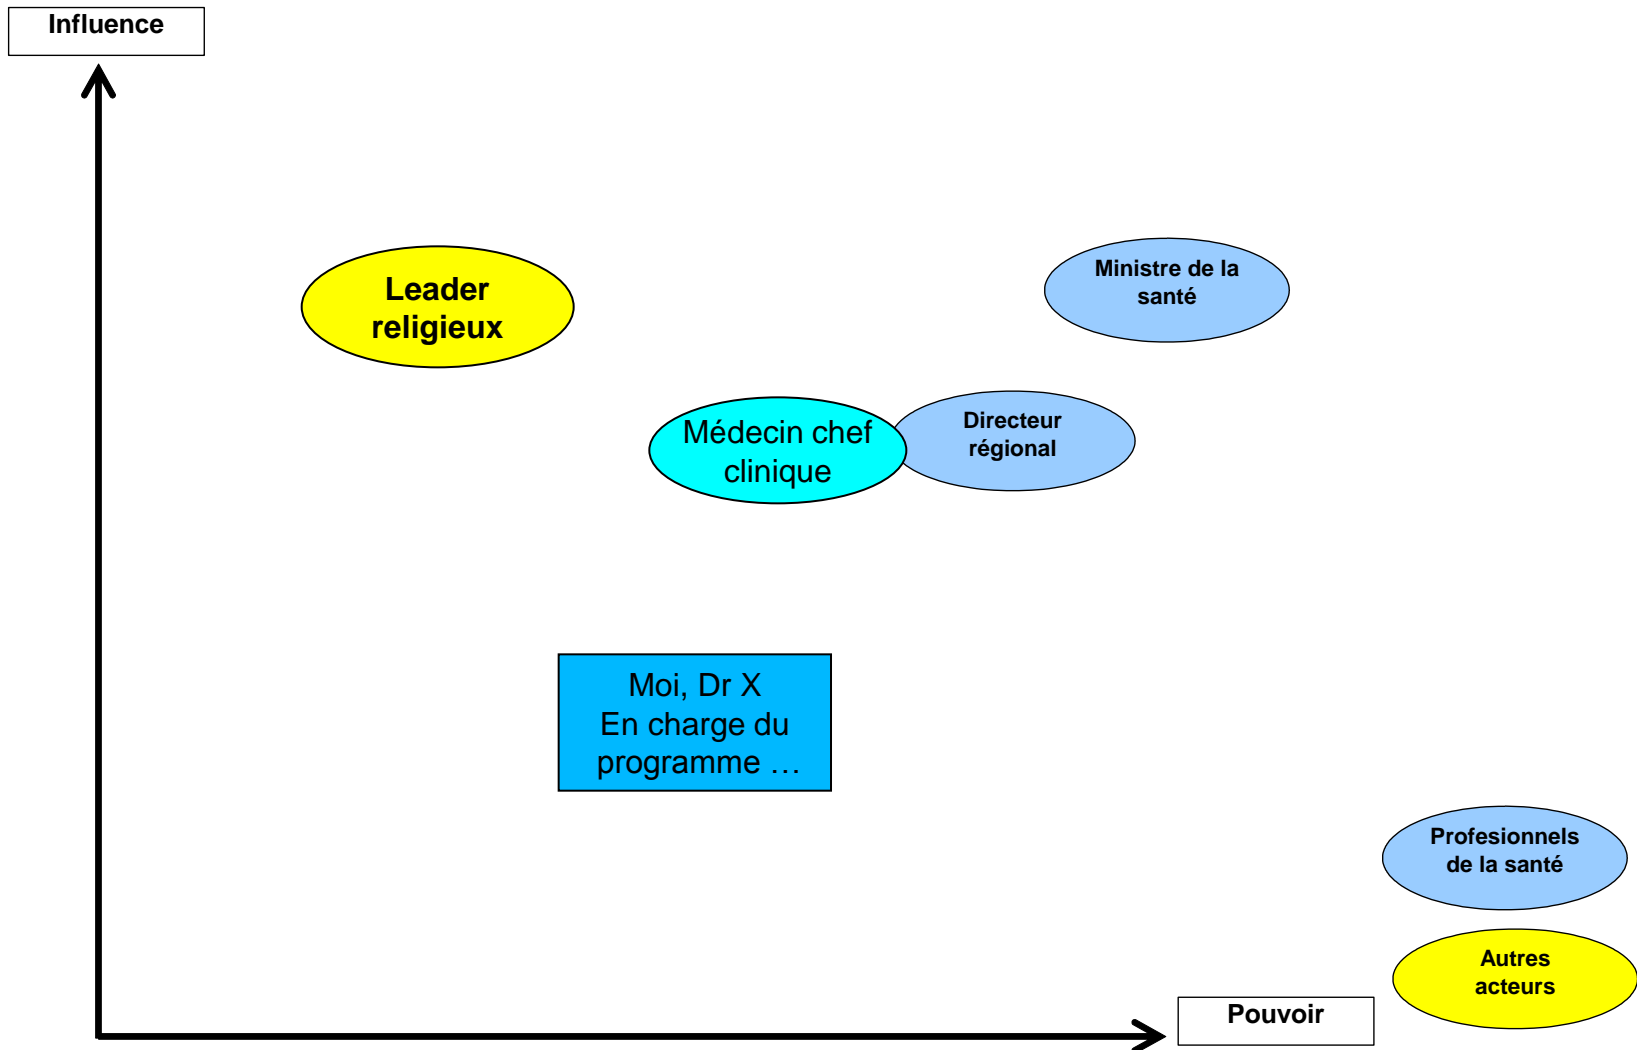 Influence
Leader
religieux
Ministre de la
santé
Médecin chef
clinique
Directeur
régional
Moi, Dr X
En charge du
programme …
Profesionnels
de la santé
Autres
acteurs
Pouvoir